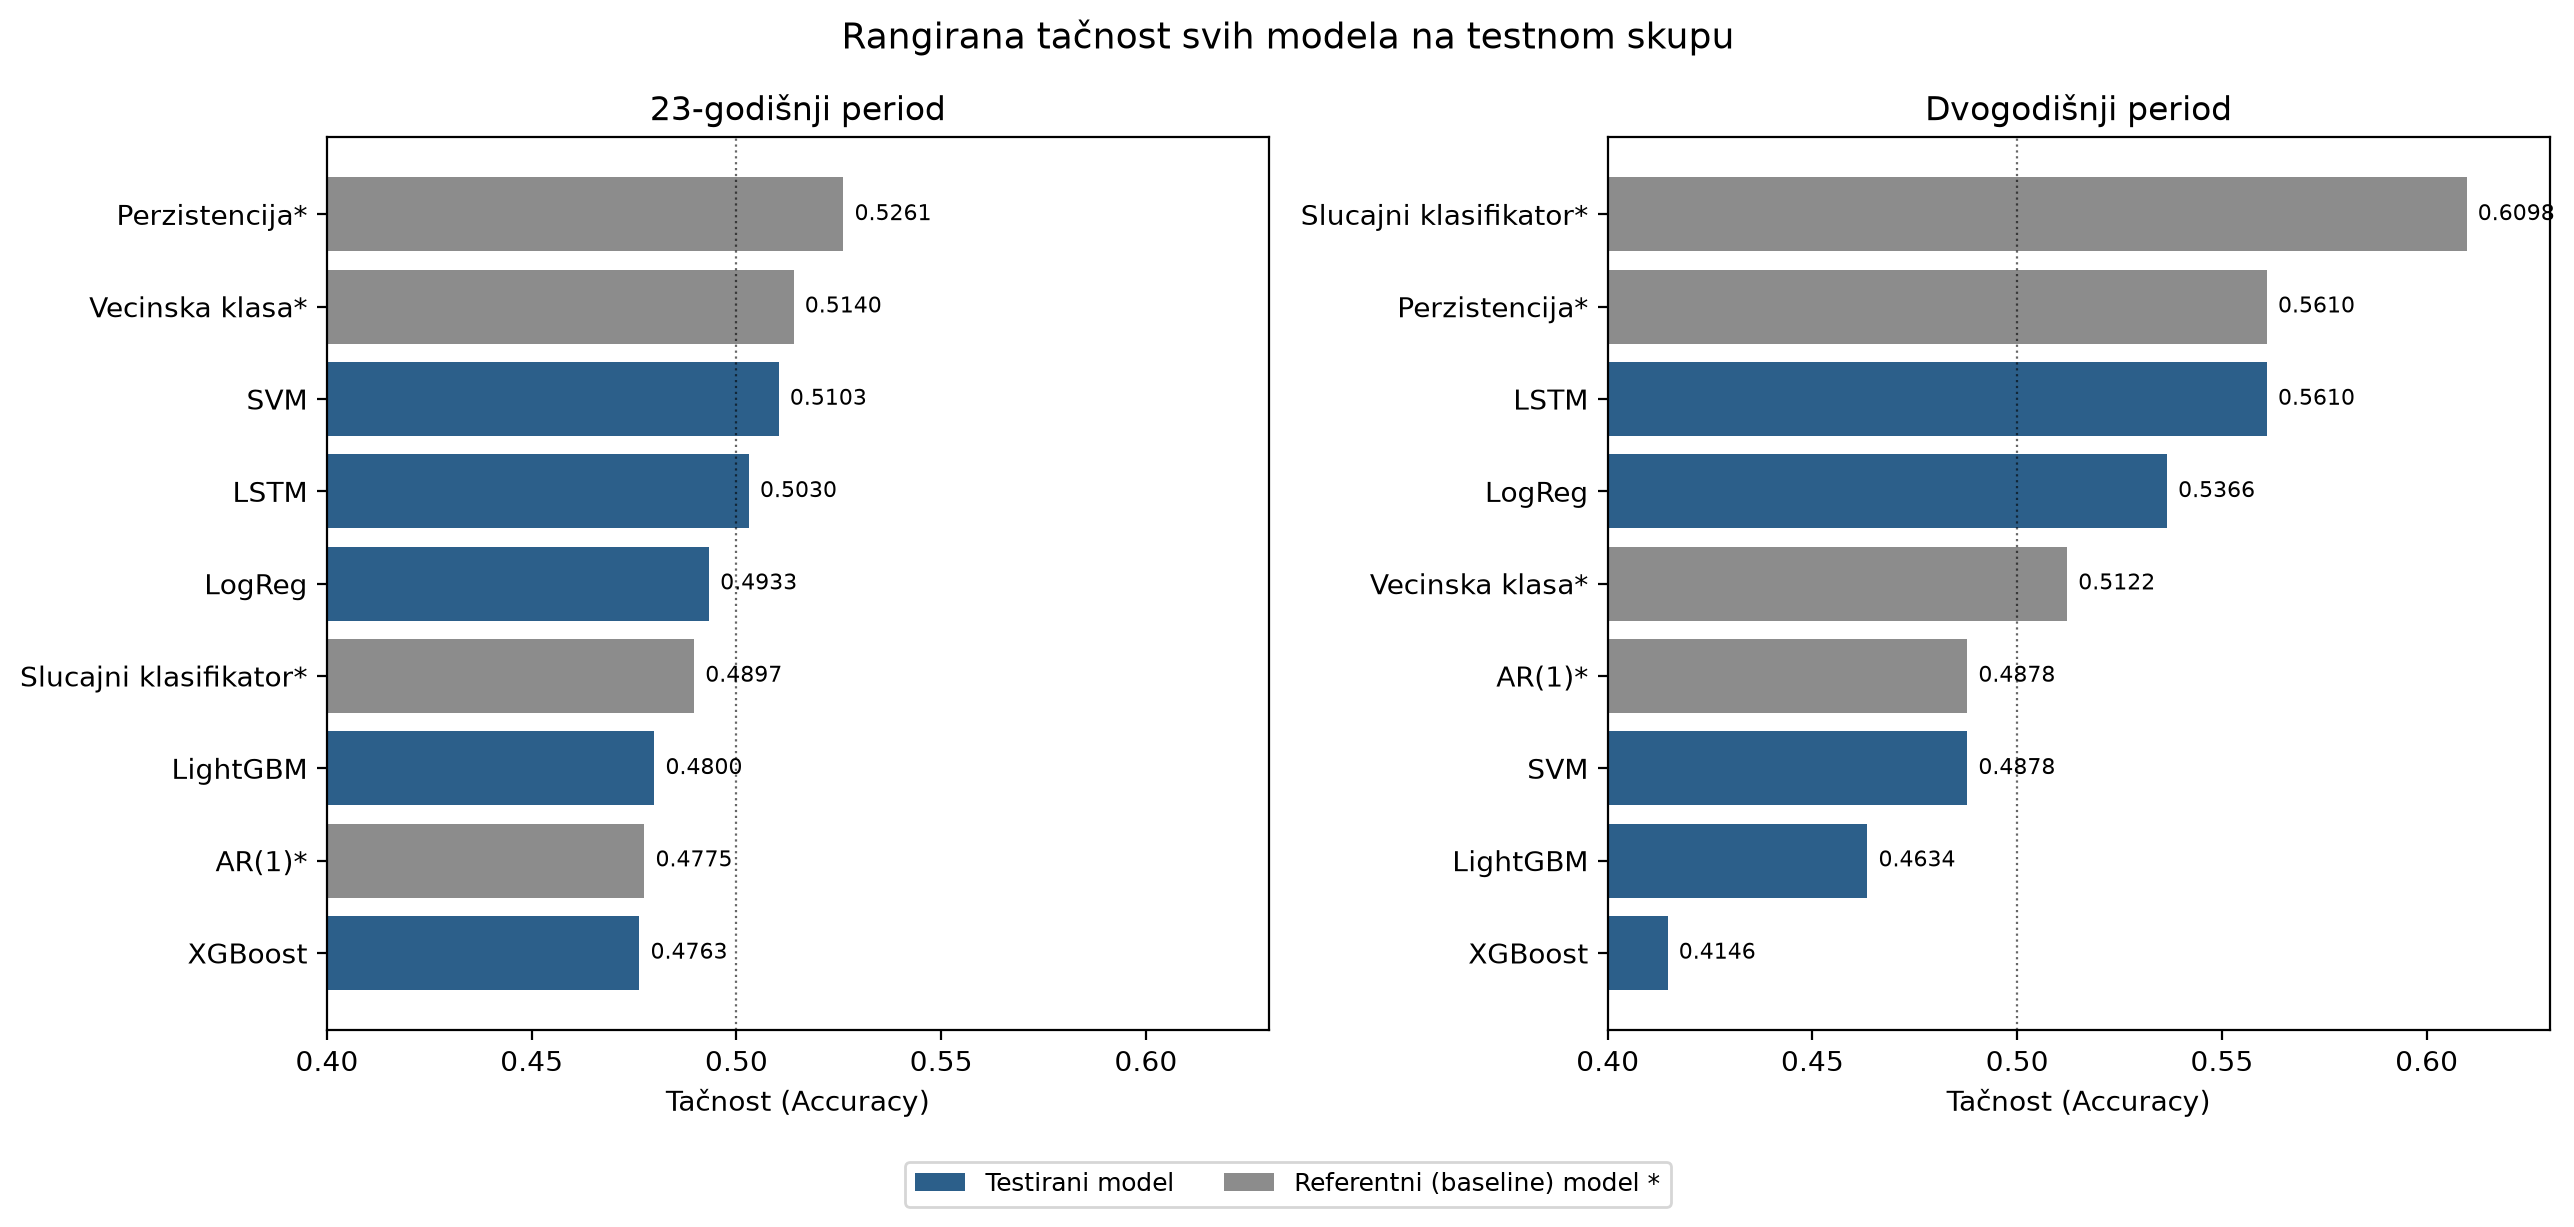 Rangirana tačnost svih modela na testnom skupu
23-godišnji period
Perzistencija* 0.5261
Vecinska klasa* 0.5140
SVM 0.5103
LSTM 0.5030
LogReg 0.4933
Slucajni klasifikator* 0.4897
LightGBM 0.4800
AR(1)* 0.4775
XGBoost 0.4763
0.40 0.45 0.50 0.55 0.60
Tačnost (Accuracy)
Dvogodišnji period
Slucajni klasifikator* 0.6098
Perzistencija* 0.5610
LSTM 0.5610
LogReg 0.5366
Vecinska klasa* 0.5122
AR(1)* 0.4878
SVM 0.4878
LightGBM 0.4634
XGBoost 0.4146
0.40 0.45 0.50 0.55 0.60
Tačnost (Accuracy)
Testirani model Referentni (baseline) model *